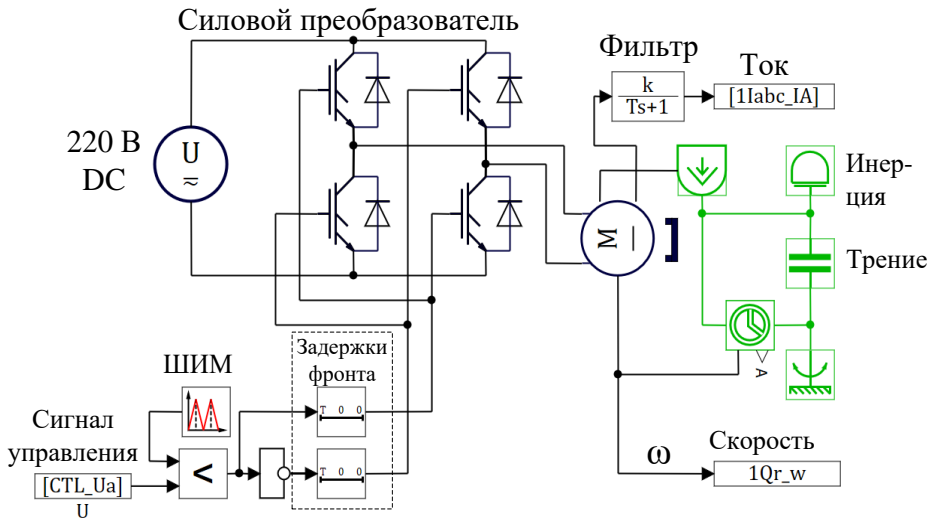 Силовой преобразователь
Фильтр
Ток
k
Ts+1
[1Iabc_IA]
220 В
DC
U
≂
Инер-
ция
M
Трение
Задержки
фронта
ШИМ
A
T 0 0
Сигнал
управления
<
T 0 0
ω
Скорость
[CTL_Ua]
1Qr_w
U